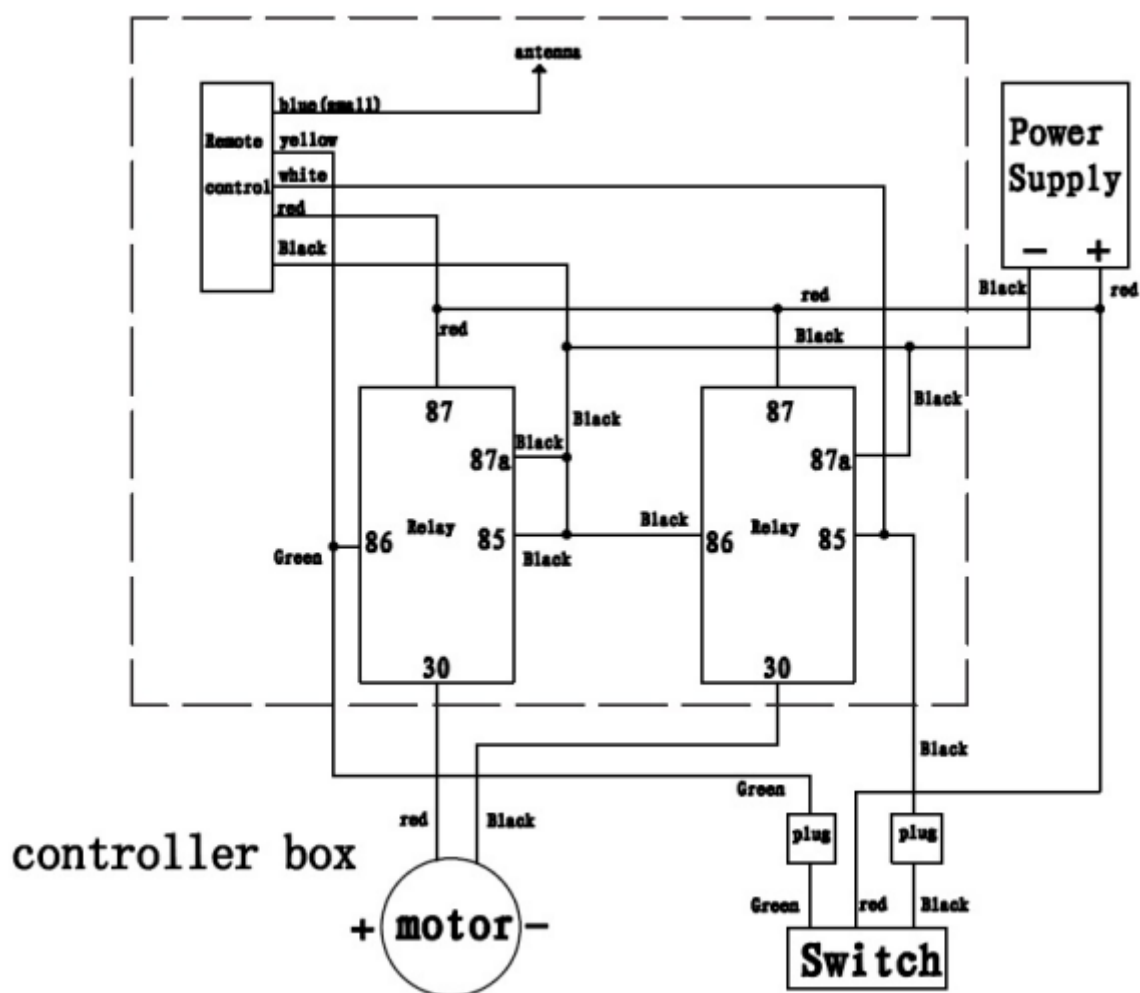 antenna
blue(small)
Remote
yellow
Power
Supply
control
white
red
Black
- +
Black
red
red
red
Black
87
87
Black
Black
Black
87a
87a
86
Relay
85
Black
86
Relay
85
Green
Black
30
30
Black
Green
red
Black
plug
plug
controller box
Green
red
Black
+
motor
-
Switch